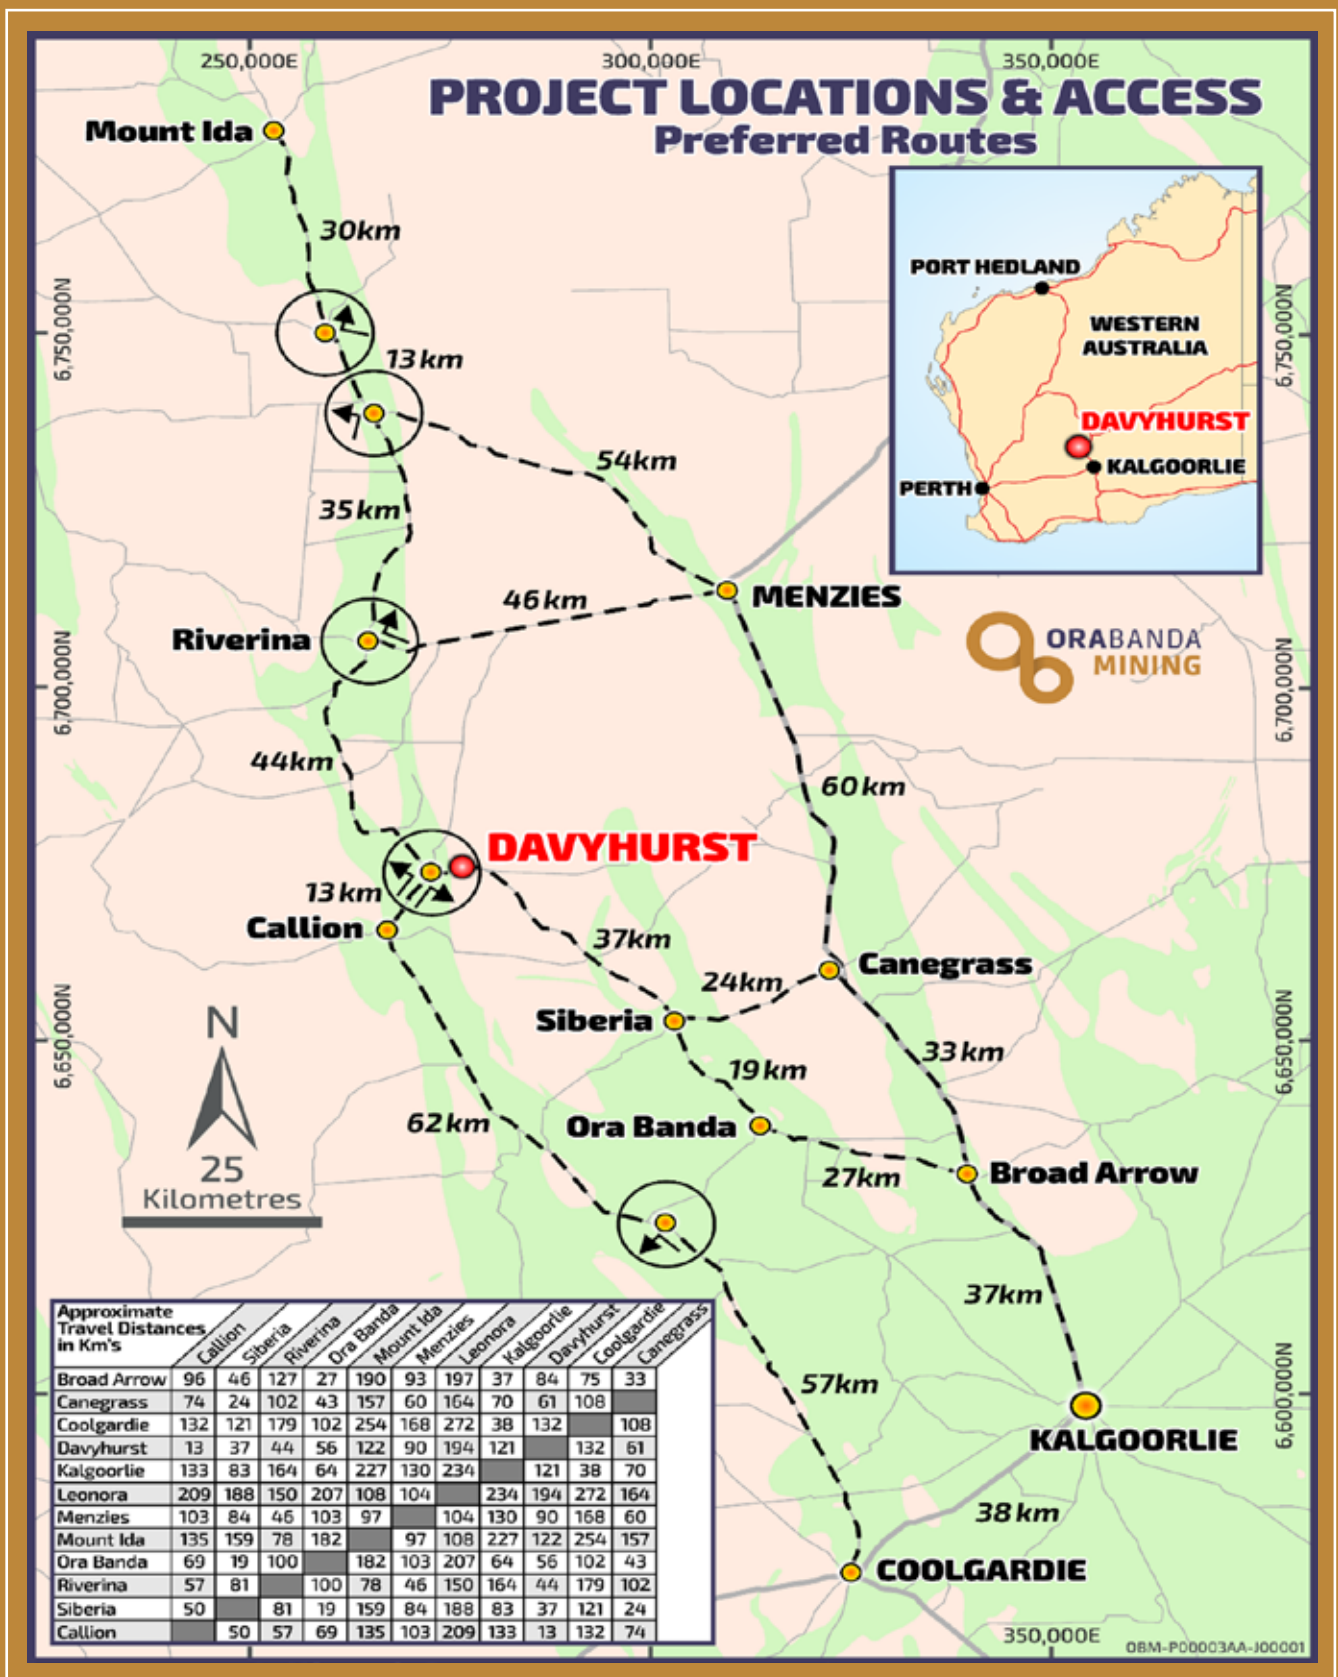 250,000E 300,000E 350,000E
PROJECT LOCATIONS & ACCESS
Preferred Routes
Mount Ida
30km
6,750,000N
6,750,000N
13km
35km
54km
46km
MENZIES
Riverina
PORT HEDLAND
WESTERN
AUSTRALIA
DAVYHURST
KALGOORLIE
PERTH
ORABANDA
MINING
6,700,000N
6,700,000N
44km
60km
DAVYHURST
13km
Callion
37km
24km
Canegrass
Siberia
N
25
Kilometres
6,650,000N
6,650,000N
33km
19km
62km
Ora Banda
27km
Broad Arrow
37km
57km
6,600,000N
KALGOORLIE
38km
COOLGARDIE
350,000E
OBM-P00003AA-J00001
Approximate
Travel Distances
in Km's
Callion Siberia Riverina Ora Banda Mount Ida Menzies Leonora Kalgoorlie Davyhurst Coolgardie Canegrass
Broad Arrow 96 46 127 27 190 93 197 37 84 75 33
Canegrass 74 24 102 43 157 60 164 70 61 108
Coolgardie 132 121 179 102 254 168 272 38 132 108
Davyhurst 13 37 44 56 122 90 194 121 132 61
Kalgoorlie 133 83 164 64 227 130 234 121 38 70
Leonora 209 188 150 207 108 104 234 194 272 164
Menzies 103 84 46 103 97 104 130 90 168 60
Mount Ida 135 159 78 182 97 108 227 122 254 157
Ora Banda 69 19 100 182 103 207 64 56 102 43
Riverina 57 81 100 78 46 150 164 44 179 102
Siberia 50 81 19 159 84 188 83 37 121 24
Callion 50 57 69 135 103 209 133 13 132 74